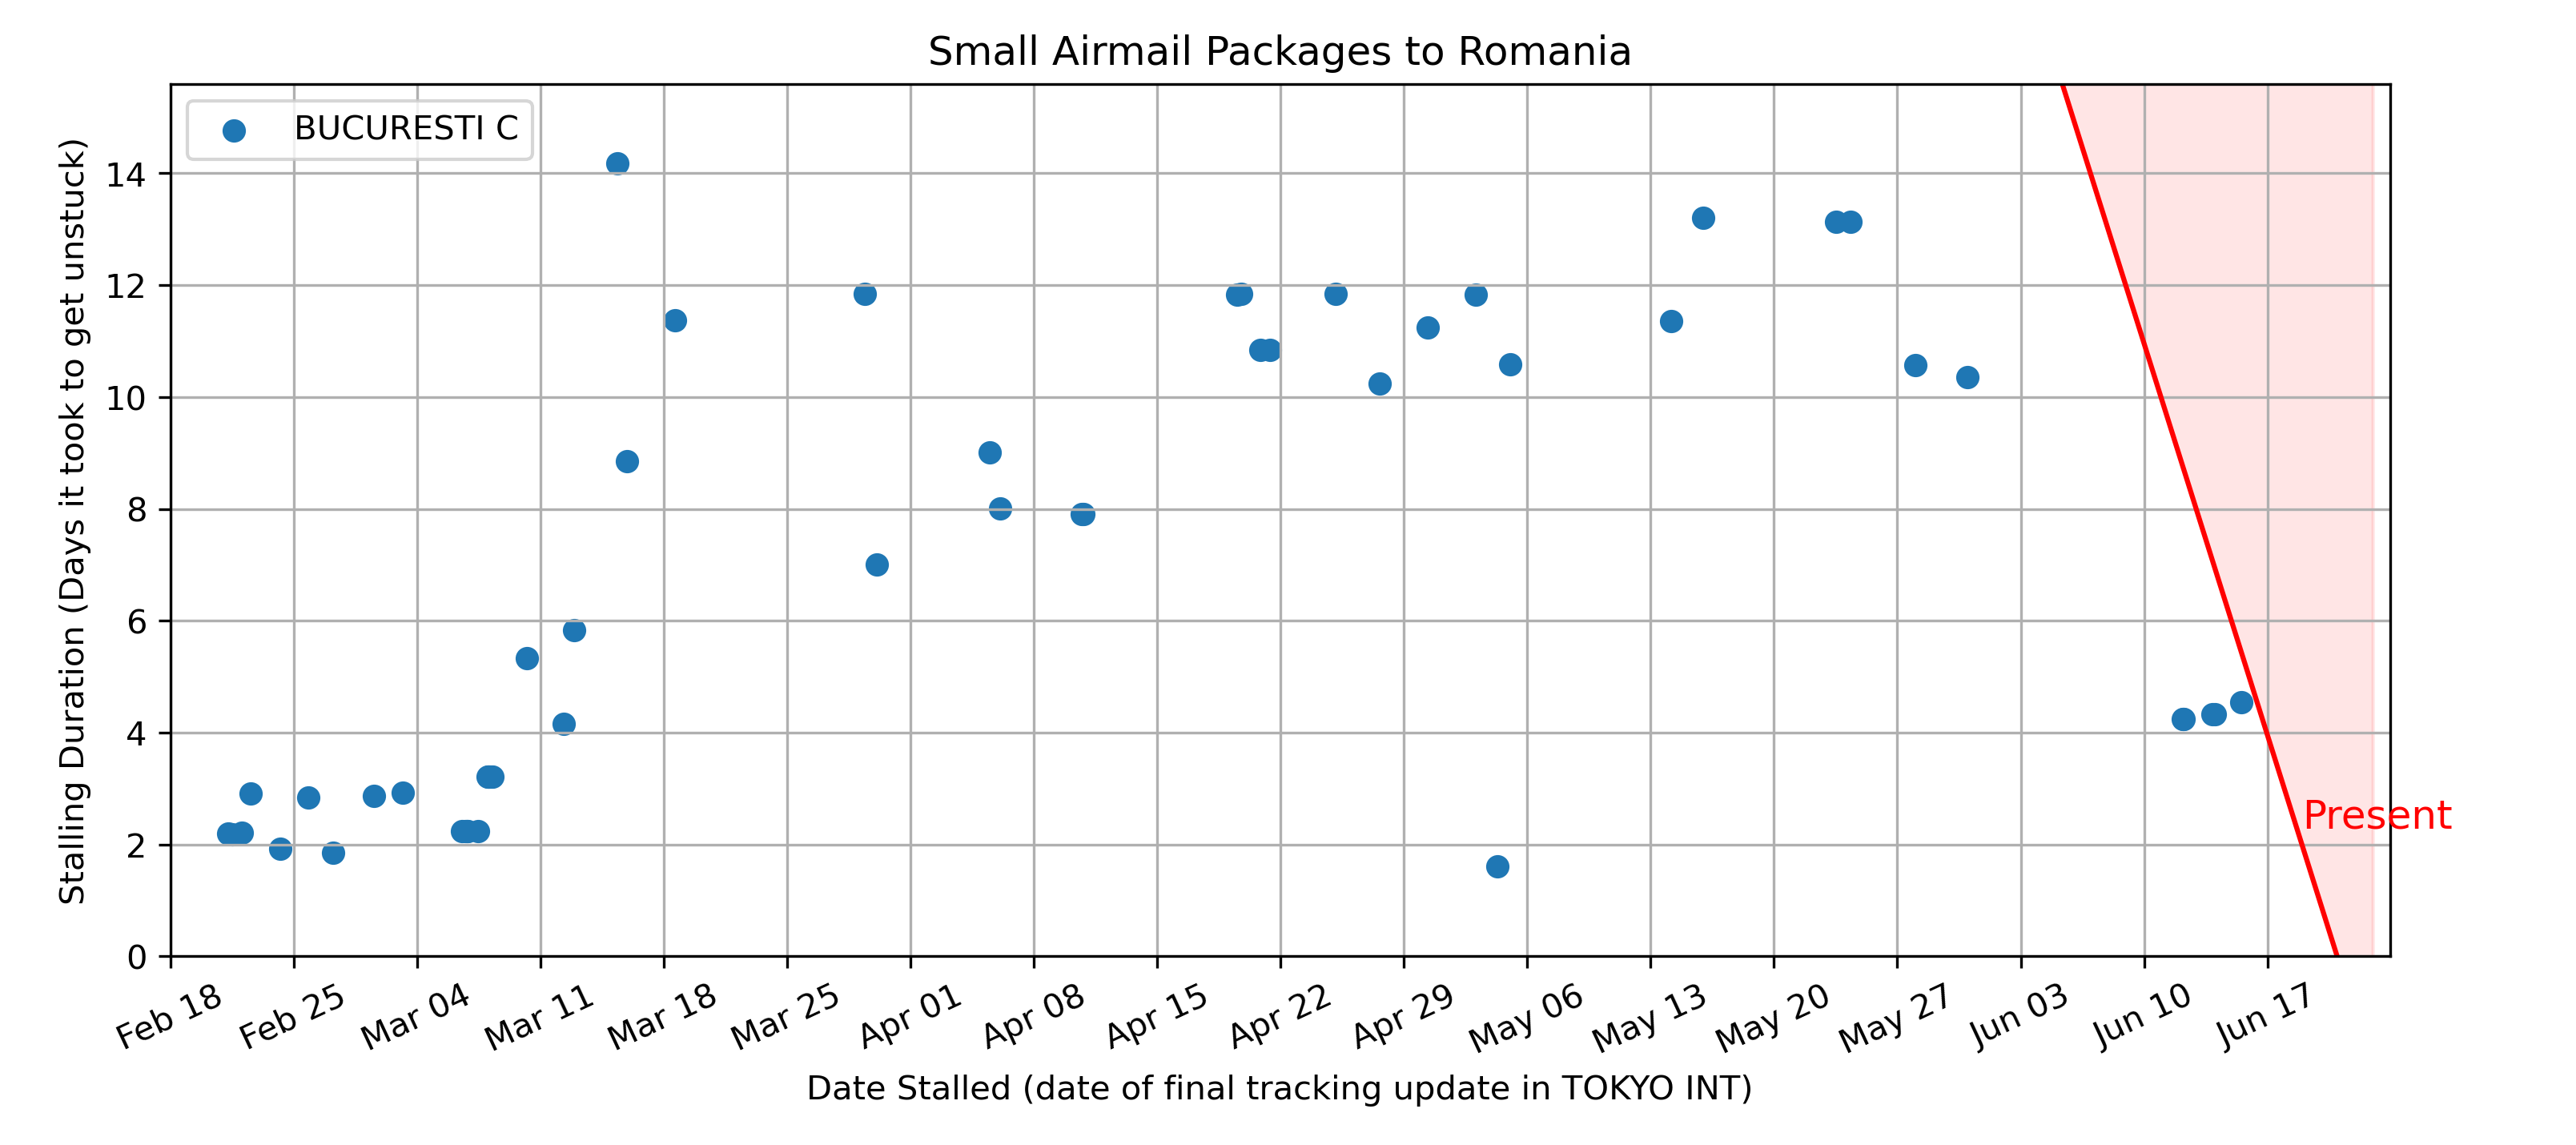 Small Airmail Packages to Romania
BUCURESTI C
Stalling Duration (Days it took to get unstuck)
14
12
10
8
6
4
2
0
Present
Feb 18
Feb 25
Mar 04
Mar 11
Mar 18
Mar 25
Apr 01
Apr 08
Apr 15
Apr 22
Apr 29
May 06
May 13
May 20
May 27
Jun 03
Jun 10
Jun 17
Date Stalled (date of final tracking update in TOKYO INT)